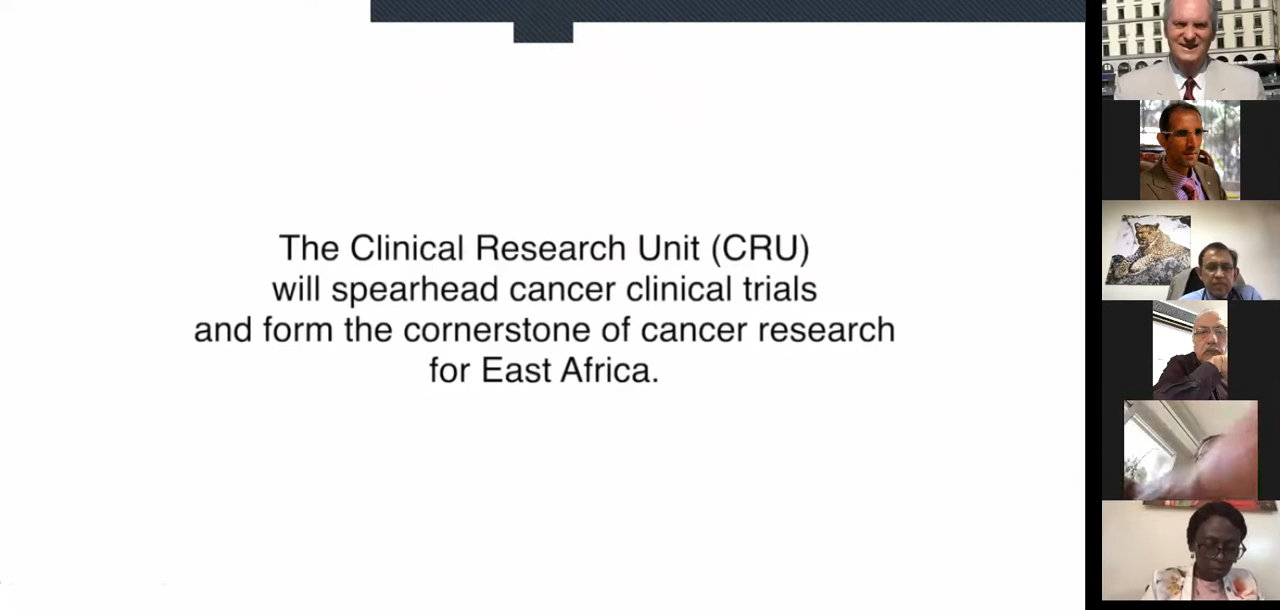 The Clinical Research Unit (CRU)
will spearhead cancer clinical trials
and form the cornerstone of cancer research
for East Africa.